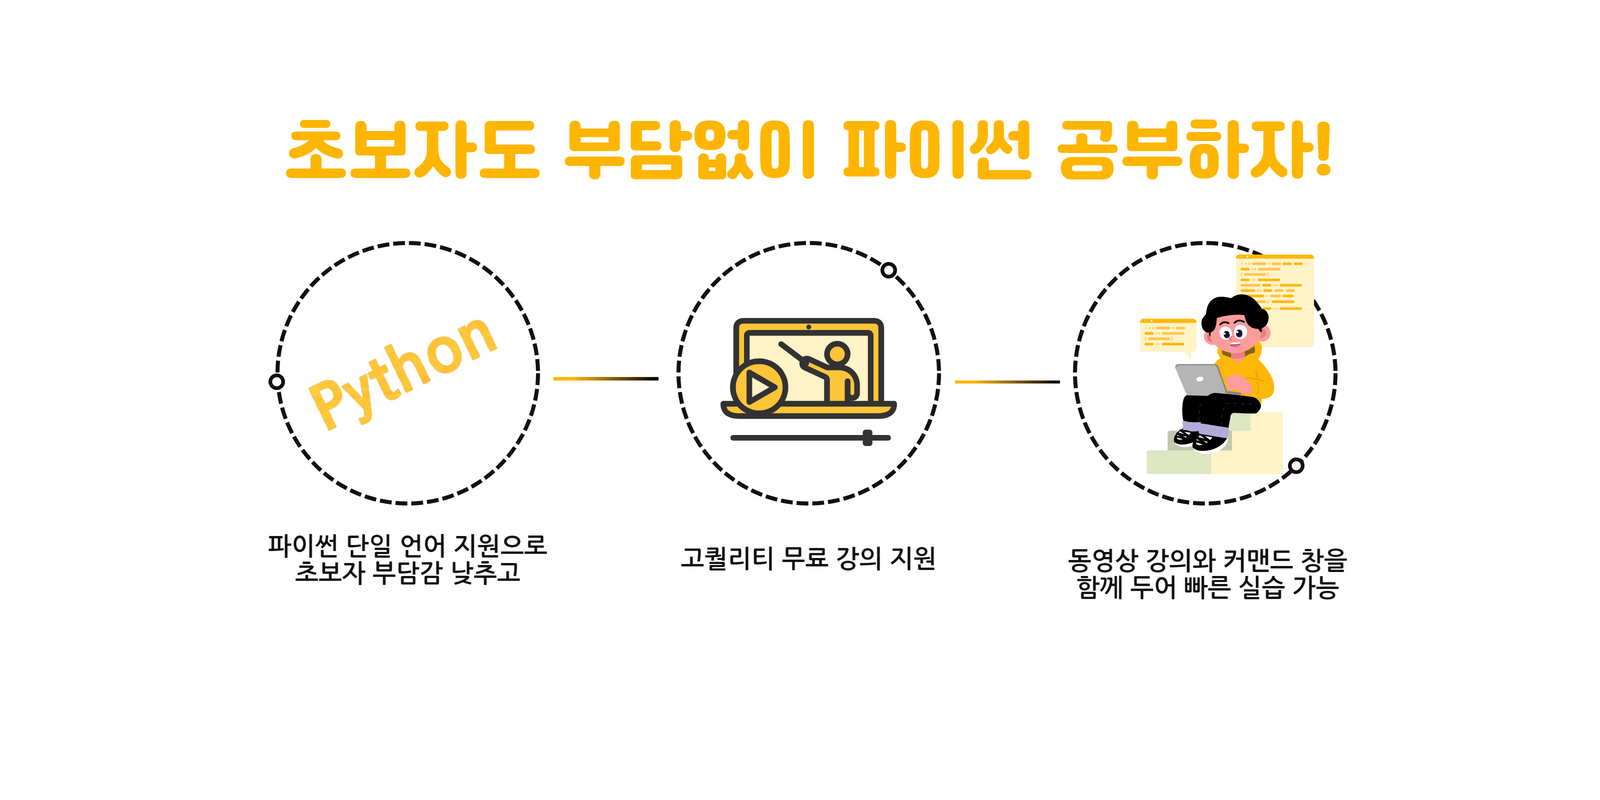 초보자도 부담없이 파이썬 공부하자!
Python
파이썬 단일 언어 지원으로
초보자 부담감 낮추고
고퀄리티 무료 강의 지원
동영상 강의와 커맨드 창을
함께 두어 빠른 실습 가능